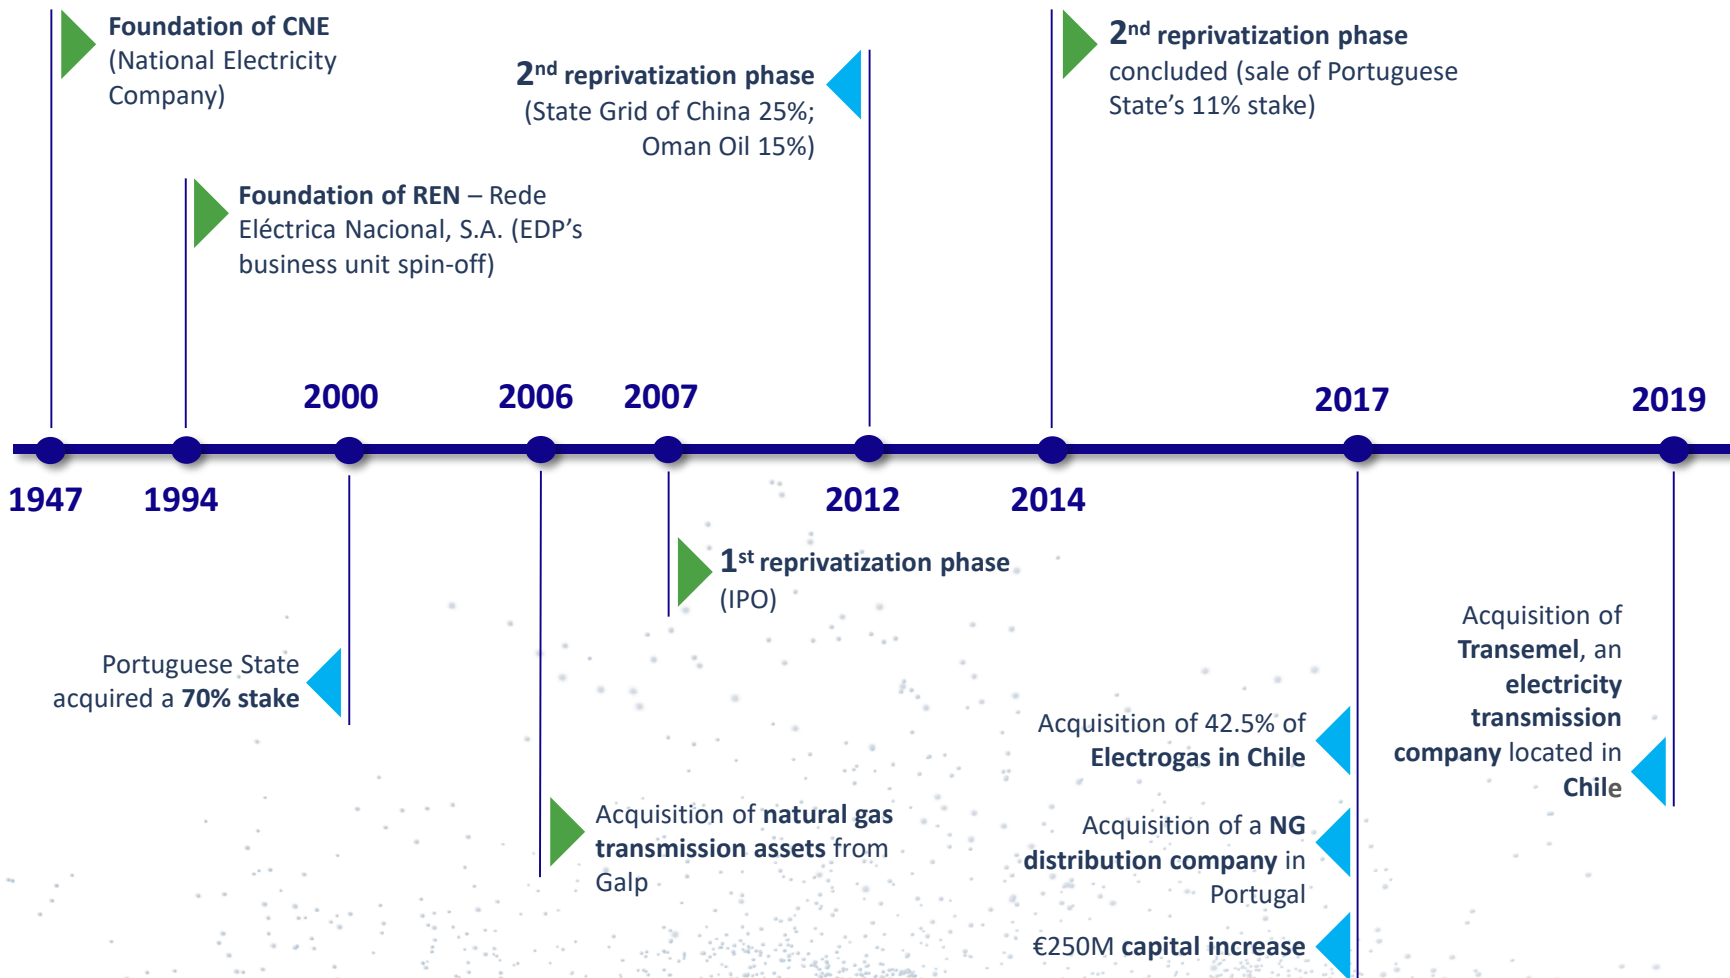 Foundation of CNE
(National Electricity
Company)
2nd reprivatization phase
(State Grid of China 25%;
Oman Oil 15%)
2nd reprivatization phase
concluded (sale of Portuguese
State's 11% stake)
Foundation of REN – Rede
Eléctrica Nacional, S.A. (EDP's
business unit spin-off)
2000
2006
2007
2017
2019
1947
1994
2012
2014
1st reprivatization phase
(IPO)
Portuguese State
acquired a 70% stake
Acquisition of natural gas
transmission assets from
Galp
Acquisition of 42.5% of
Electrogas in Chile
Acquisition of a NG
distribution company in
Portugal
€250M capital increase
Acquisition of
Transemel, an
electricity
transmission
company located in
Chile